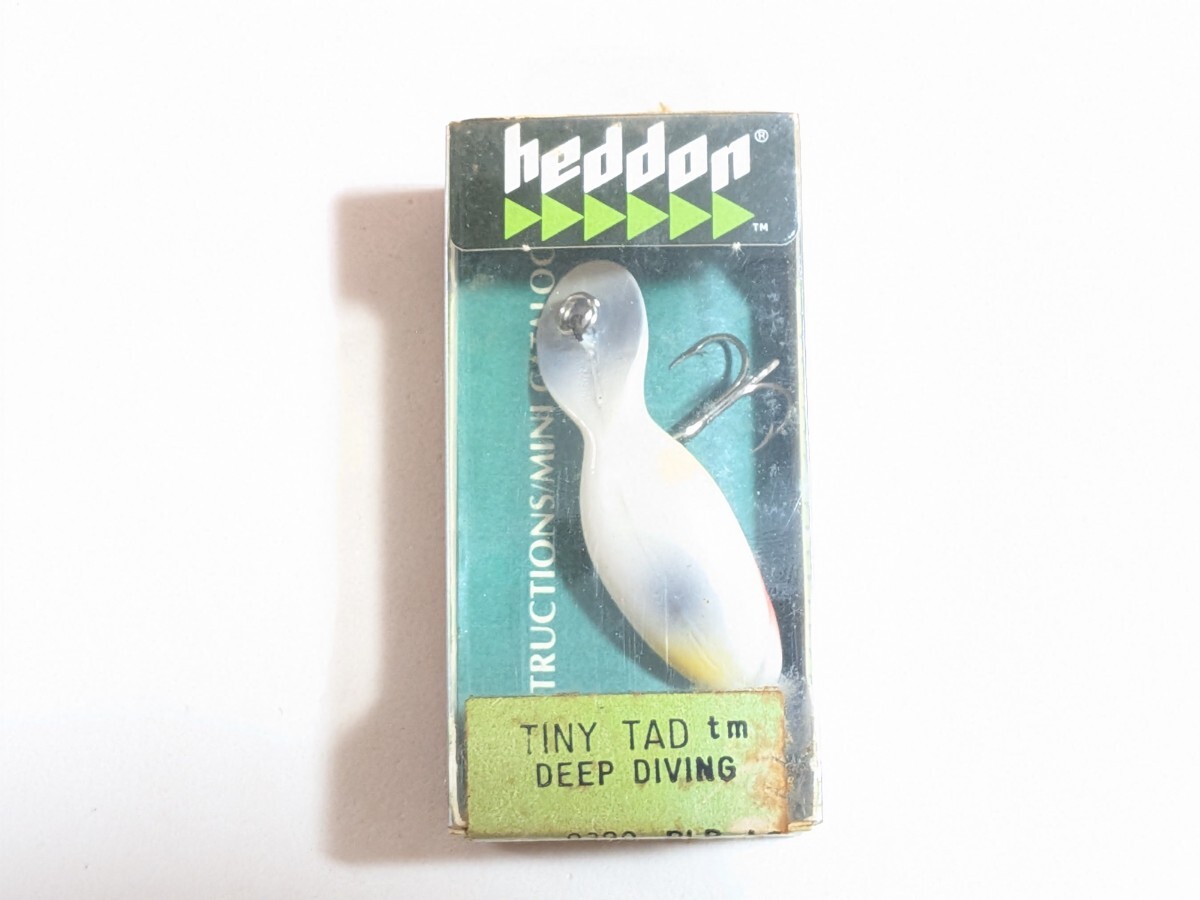 heddon®
TM
TRUCTIONS/MINI CATALOG
TINY TAD tm
DEEP DIVING